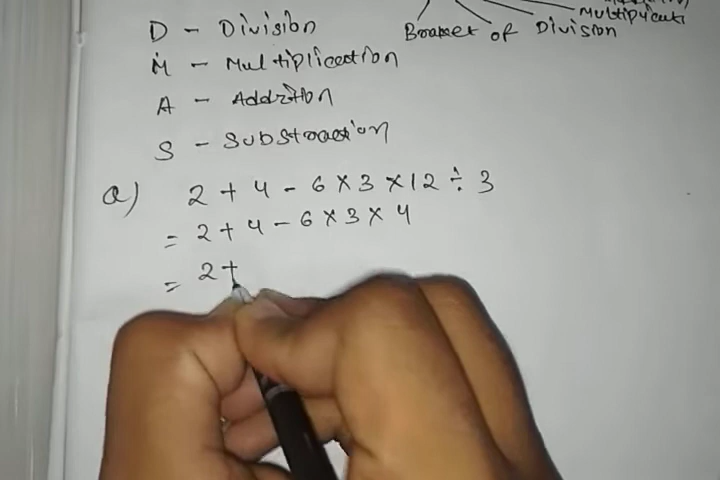 D - Division
Multiplicati
Bracket of Division
M - Multiplication
A - Addition
S - Substraction
a) 2 + 4 - 6 × 3 × 12 ÷ 3
= 2 + 4 - 6 × 3 × 4
= 2 +